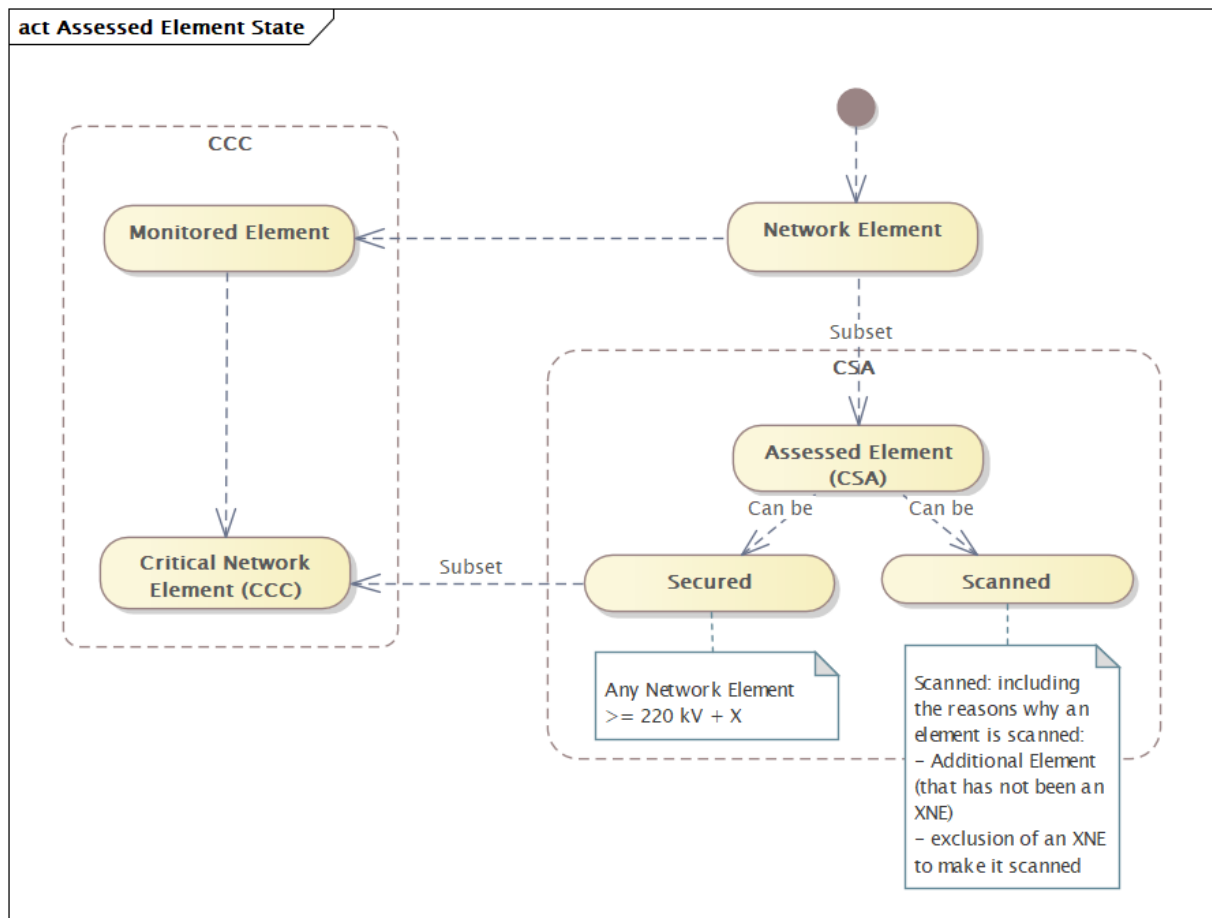 act Assessed Element State
CCC
Monitored Element
Network Element
Subset
CSA
Assessed Element
(CSA)
Can be
Can be
Critical Network
Element (CCC)
Subset
Secured
Scanned
Any Network Element
>= 220 kV + X
Scanned: including
the reasons why an
element is scanned:
- Additional Element
(that has not been an
XNE)
- exclusion of an XNE
to make it scanned